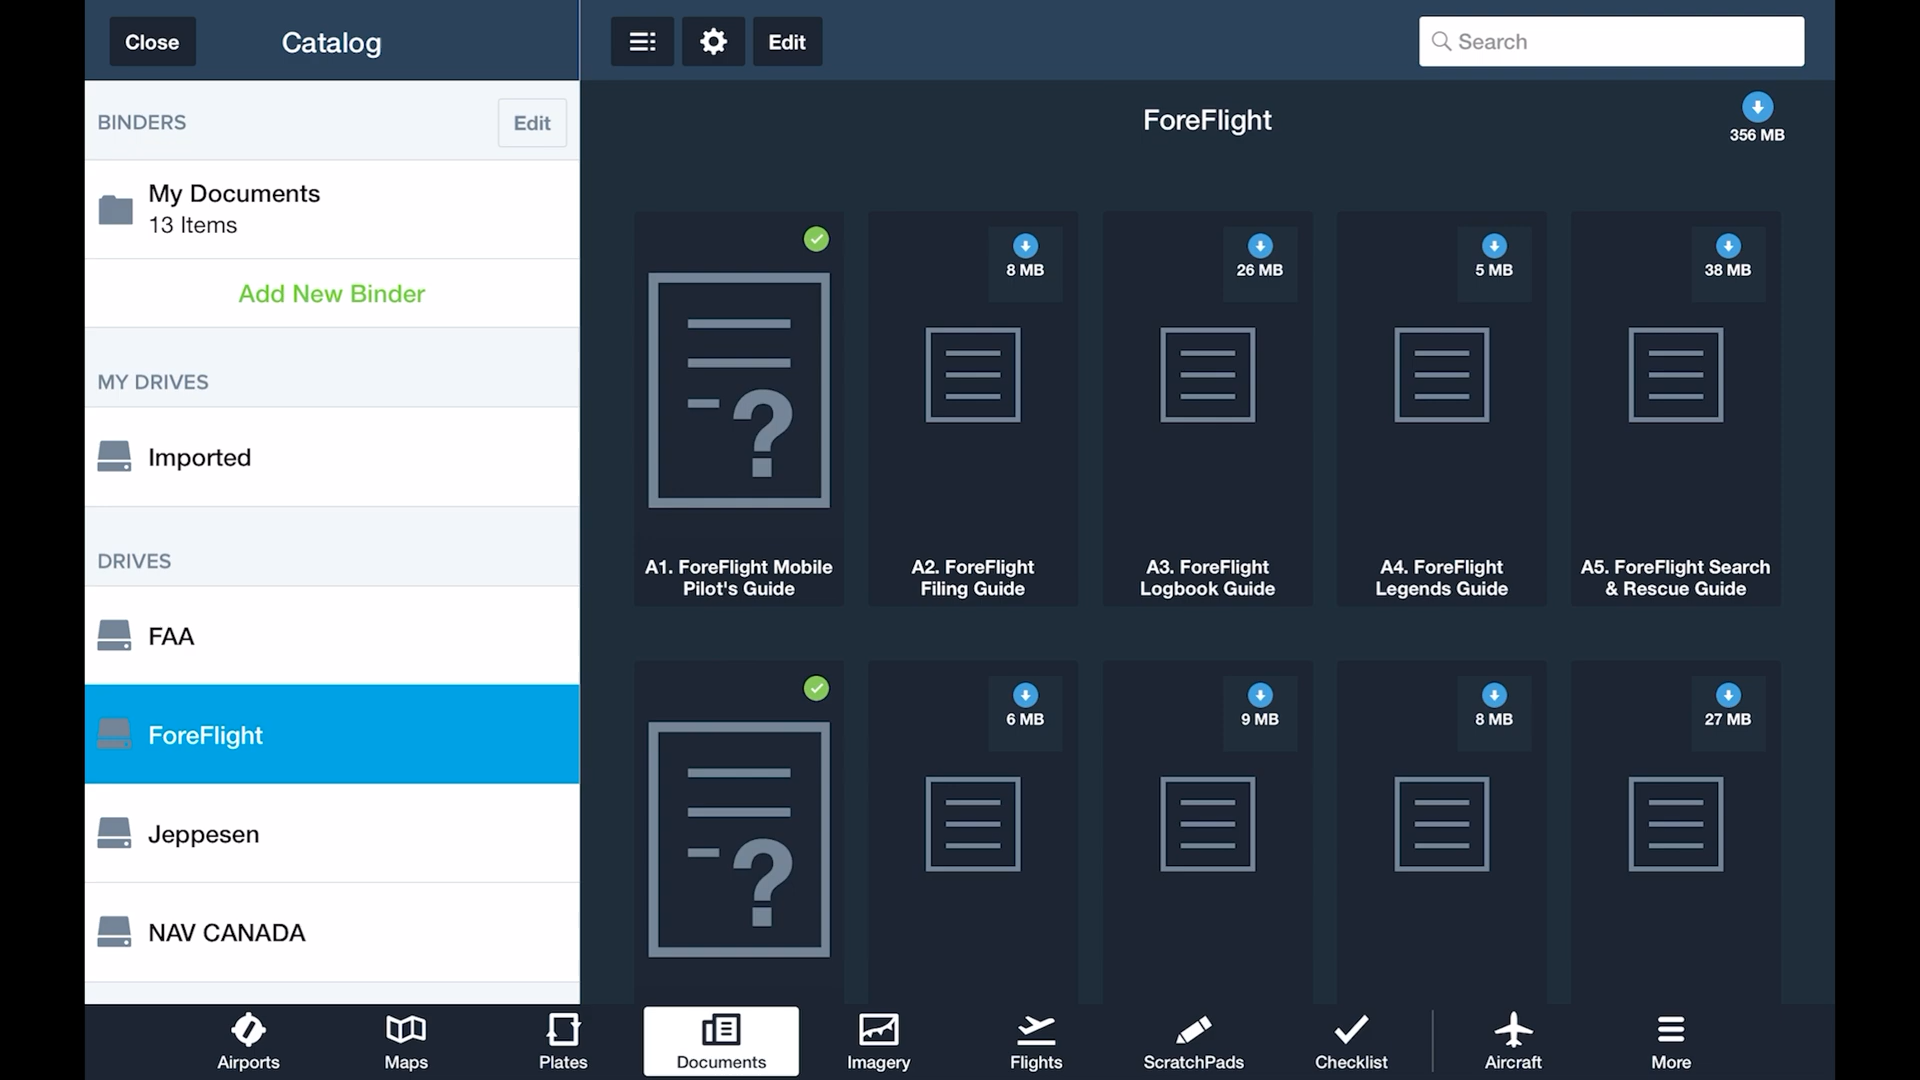 Close
Catalog
Edit
Search
BINDERS
Edit
My Documents
13 Items
Add New Binder
MY DRIVES
Imported
DRIVES
FAA
ForeFlight
Jeppesen
NAV CANADA
ForeFlight
356 MB
8 MB
26 MB
5 MB
38 MB
A1. ForeFlight Mobile
Pilot's Guide
A2. ForeFlight
Filing Guide
A3. ForeFlight
Logbook Guide
A4. ForeFlight
Legends Guide
A5. ForeFlight Search
& Rescue Guide
6 MB
9 MB
8 MB
27 MB
Airports
Maps
Plates
Documents
Imagery
Flights
ScratchPads
Checklist
Aircraft
More